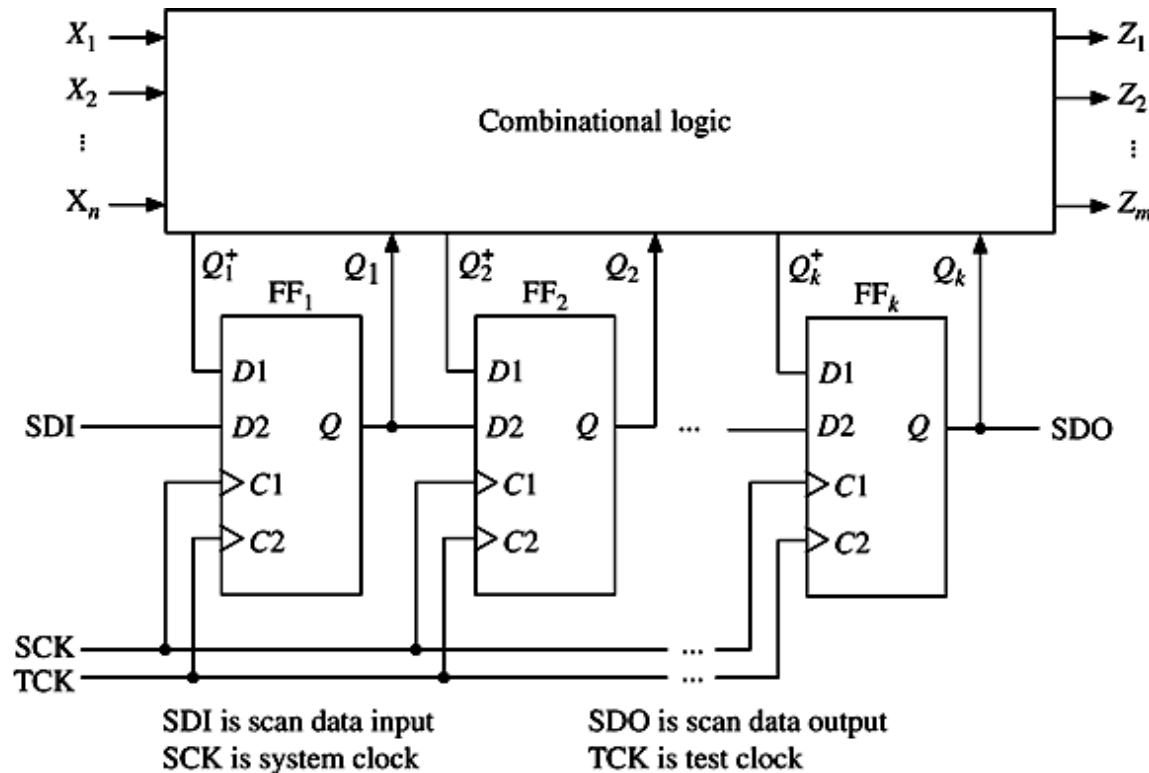 X₁ Z₁
X₂ Combinational logic Z₂
⋮ ⋮
Xₙ Zₘ
Q₁⁺ Q₁ Q₂⁺ Q₂ Qₖ⁺ Qₖ
FF₁ FF₂ FFₖ
D1 D1 D1
SDI D2 Q D2 Q ... D2 Q SDO
C1 C1 C1
C2 C2 C2
SCK ...
TCK ...
SDI is scan data input SDO is scan data output
SCK is system clock TCK is test clock